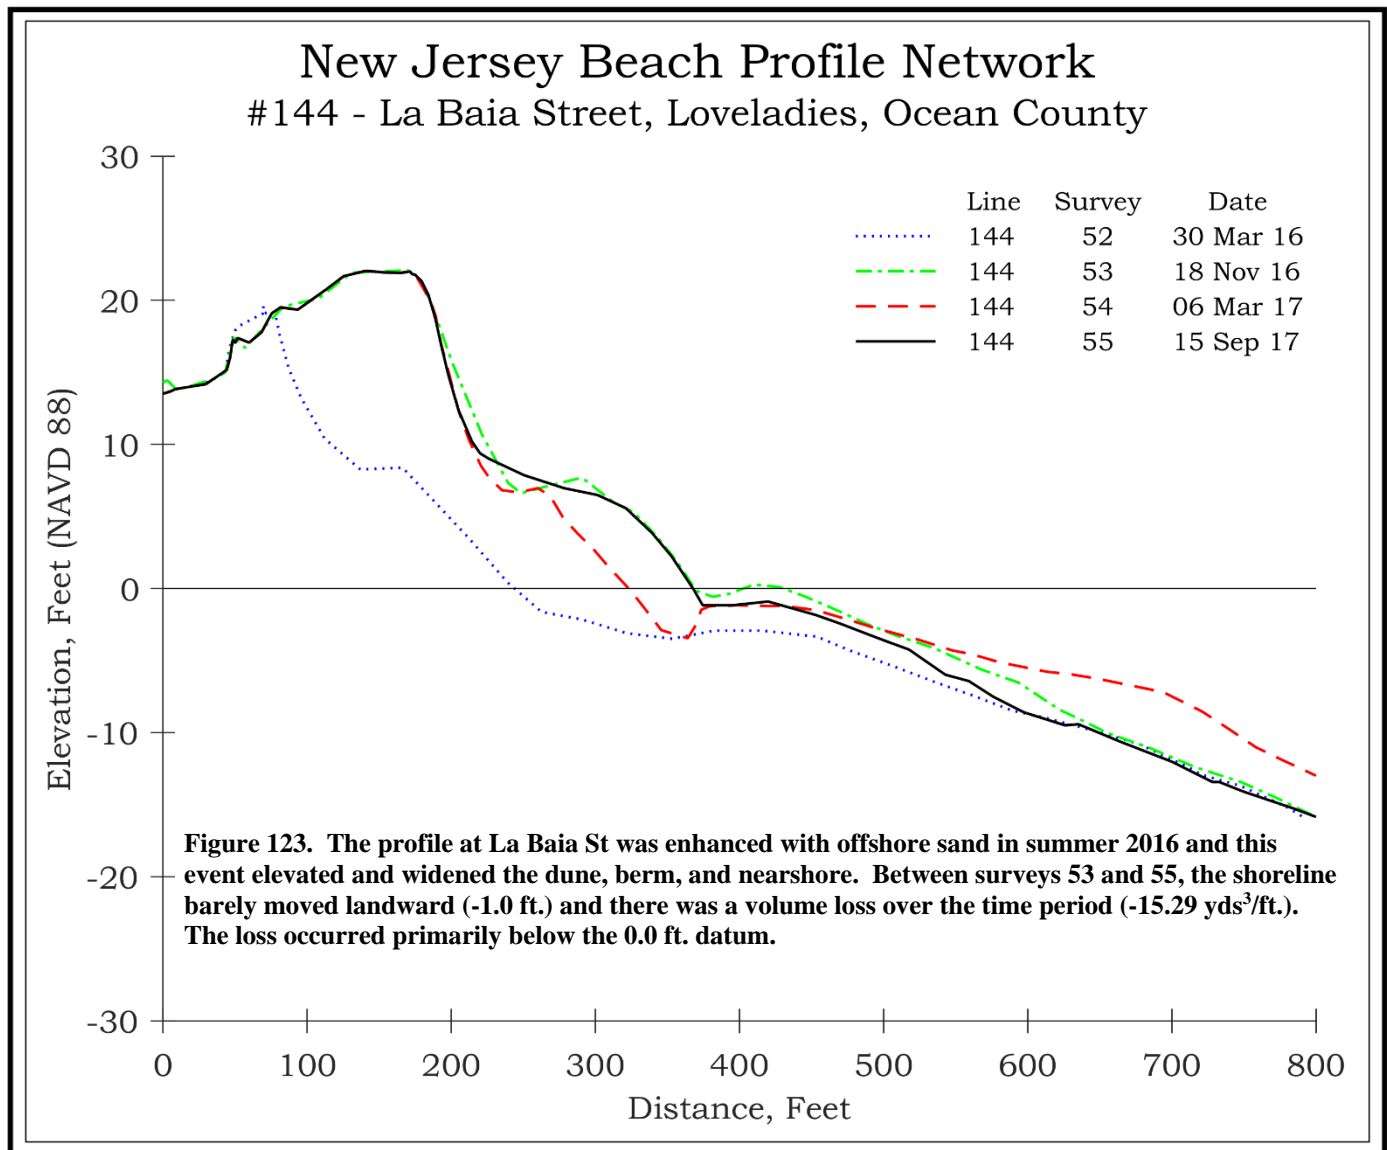 New Jersey Beach Profile Network
#144 - La Baia Street, Loveladies, Ocean County
Line Survey Date
144 52 30 Mar 16
144 53 18 Nov 16
144 54 06 Mar 17
144 55 15 Sep 17
Elevation, Feet (NAVD 88)
30
20
10
0
-10
-20
-30
Figure 123. The profile at La Baia St was enhanced with offshore sand in summer 2016 and this
event elevated and widened the dune, berm, and nearshore. Between surveys 53 and 55, the shoreline
barely moved landward (-1.0 ft.) and there was a volume loss over the time period (-15.29 yds³/ft.).
The loss occurred primarily below the 0.0 ft. datum.
0 100 200 300 400 500 600 700 800
Distance, Feet